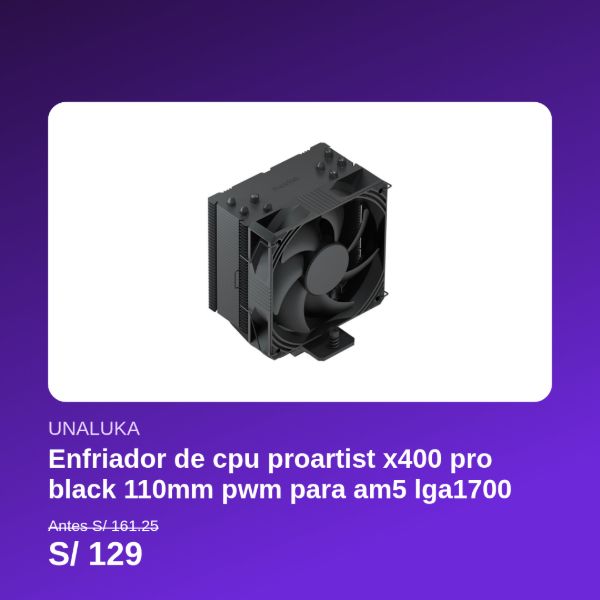 UNALUKA
Enfriador de cpu proartist x400 pro
black 110mm pwm para am5 lga1700
Antes S/ 161.25
S/ 129